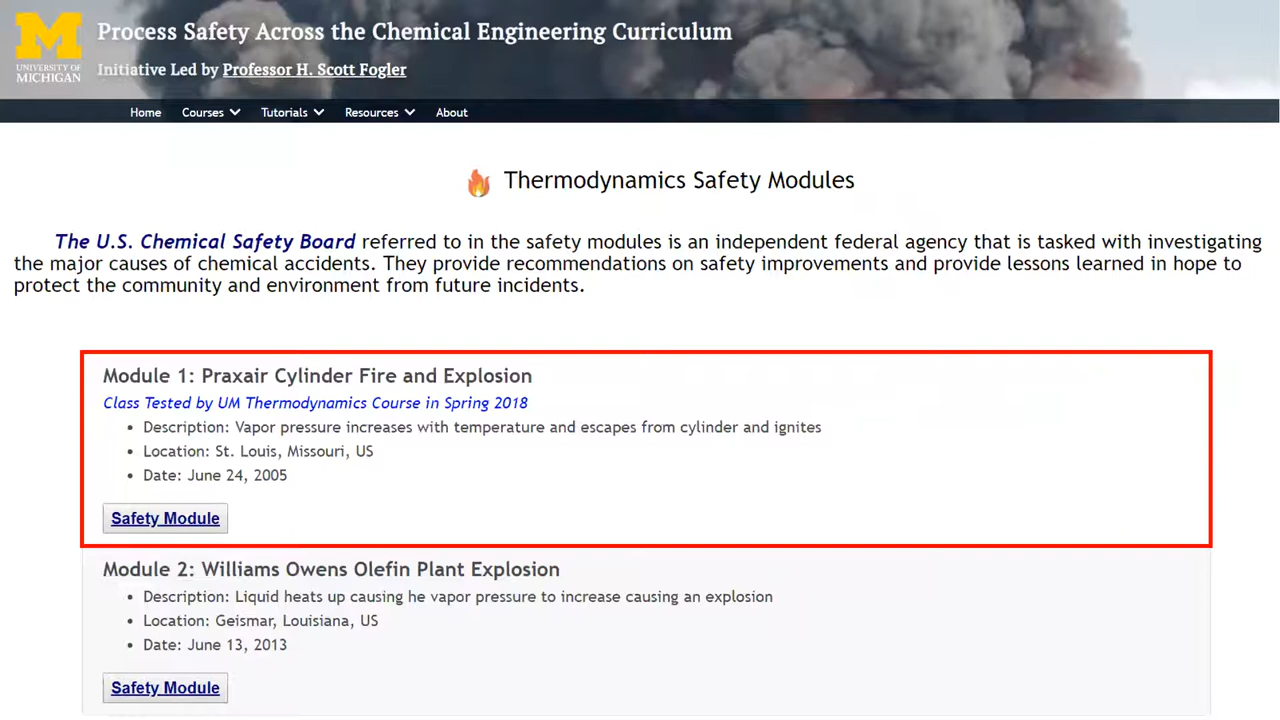 Process Safety Across the Chemical Engineering Curriculum
UNIVERSITY OF
MICHIGAN
Initiative Led by Professor H. Scott Fogler
Home Courses Tutorials Resources About
Thermodynamics Safety Modules
The U.S. Chemical Safety Board referred to in the safety modules is an independent federal agency that is tasked with investigating
the major causes of chemical accidents. They provide recommendations on safety improvements and provide lessons learned in hope to
protect the community and environment from future incidents.
Module 1: Praxair Cylinder Fire and Explosion
Class Tested by UM Thermodynamics Course in Spring 2018
• Description: Vapor pressure increases with temperature and escapes from cylinder and ignites
• Location: St. Louis, Missouri, US
• Date: June 24, 2005
Safety Module
Module 2: Williams Owens Olefin Plant Explosion
• Description: Liquid heats up causing he vapor pressure to increase causing an explosion
• Location: Geismar, Louisiana, US
• Date: June 13, 2013
Safety Module